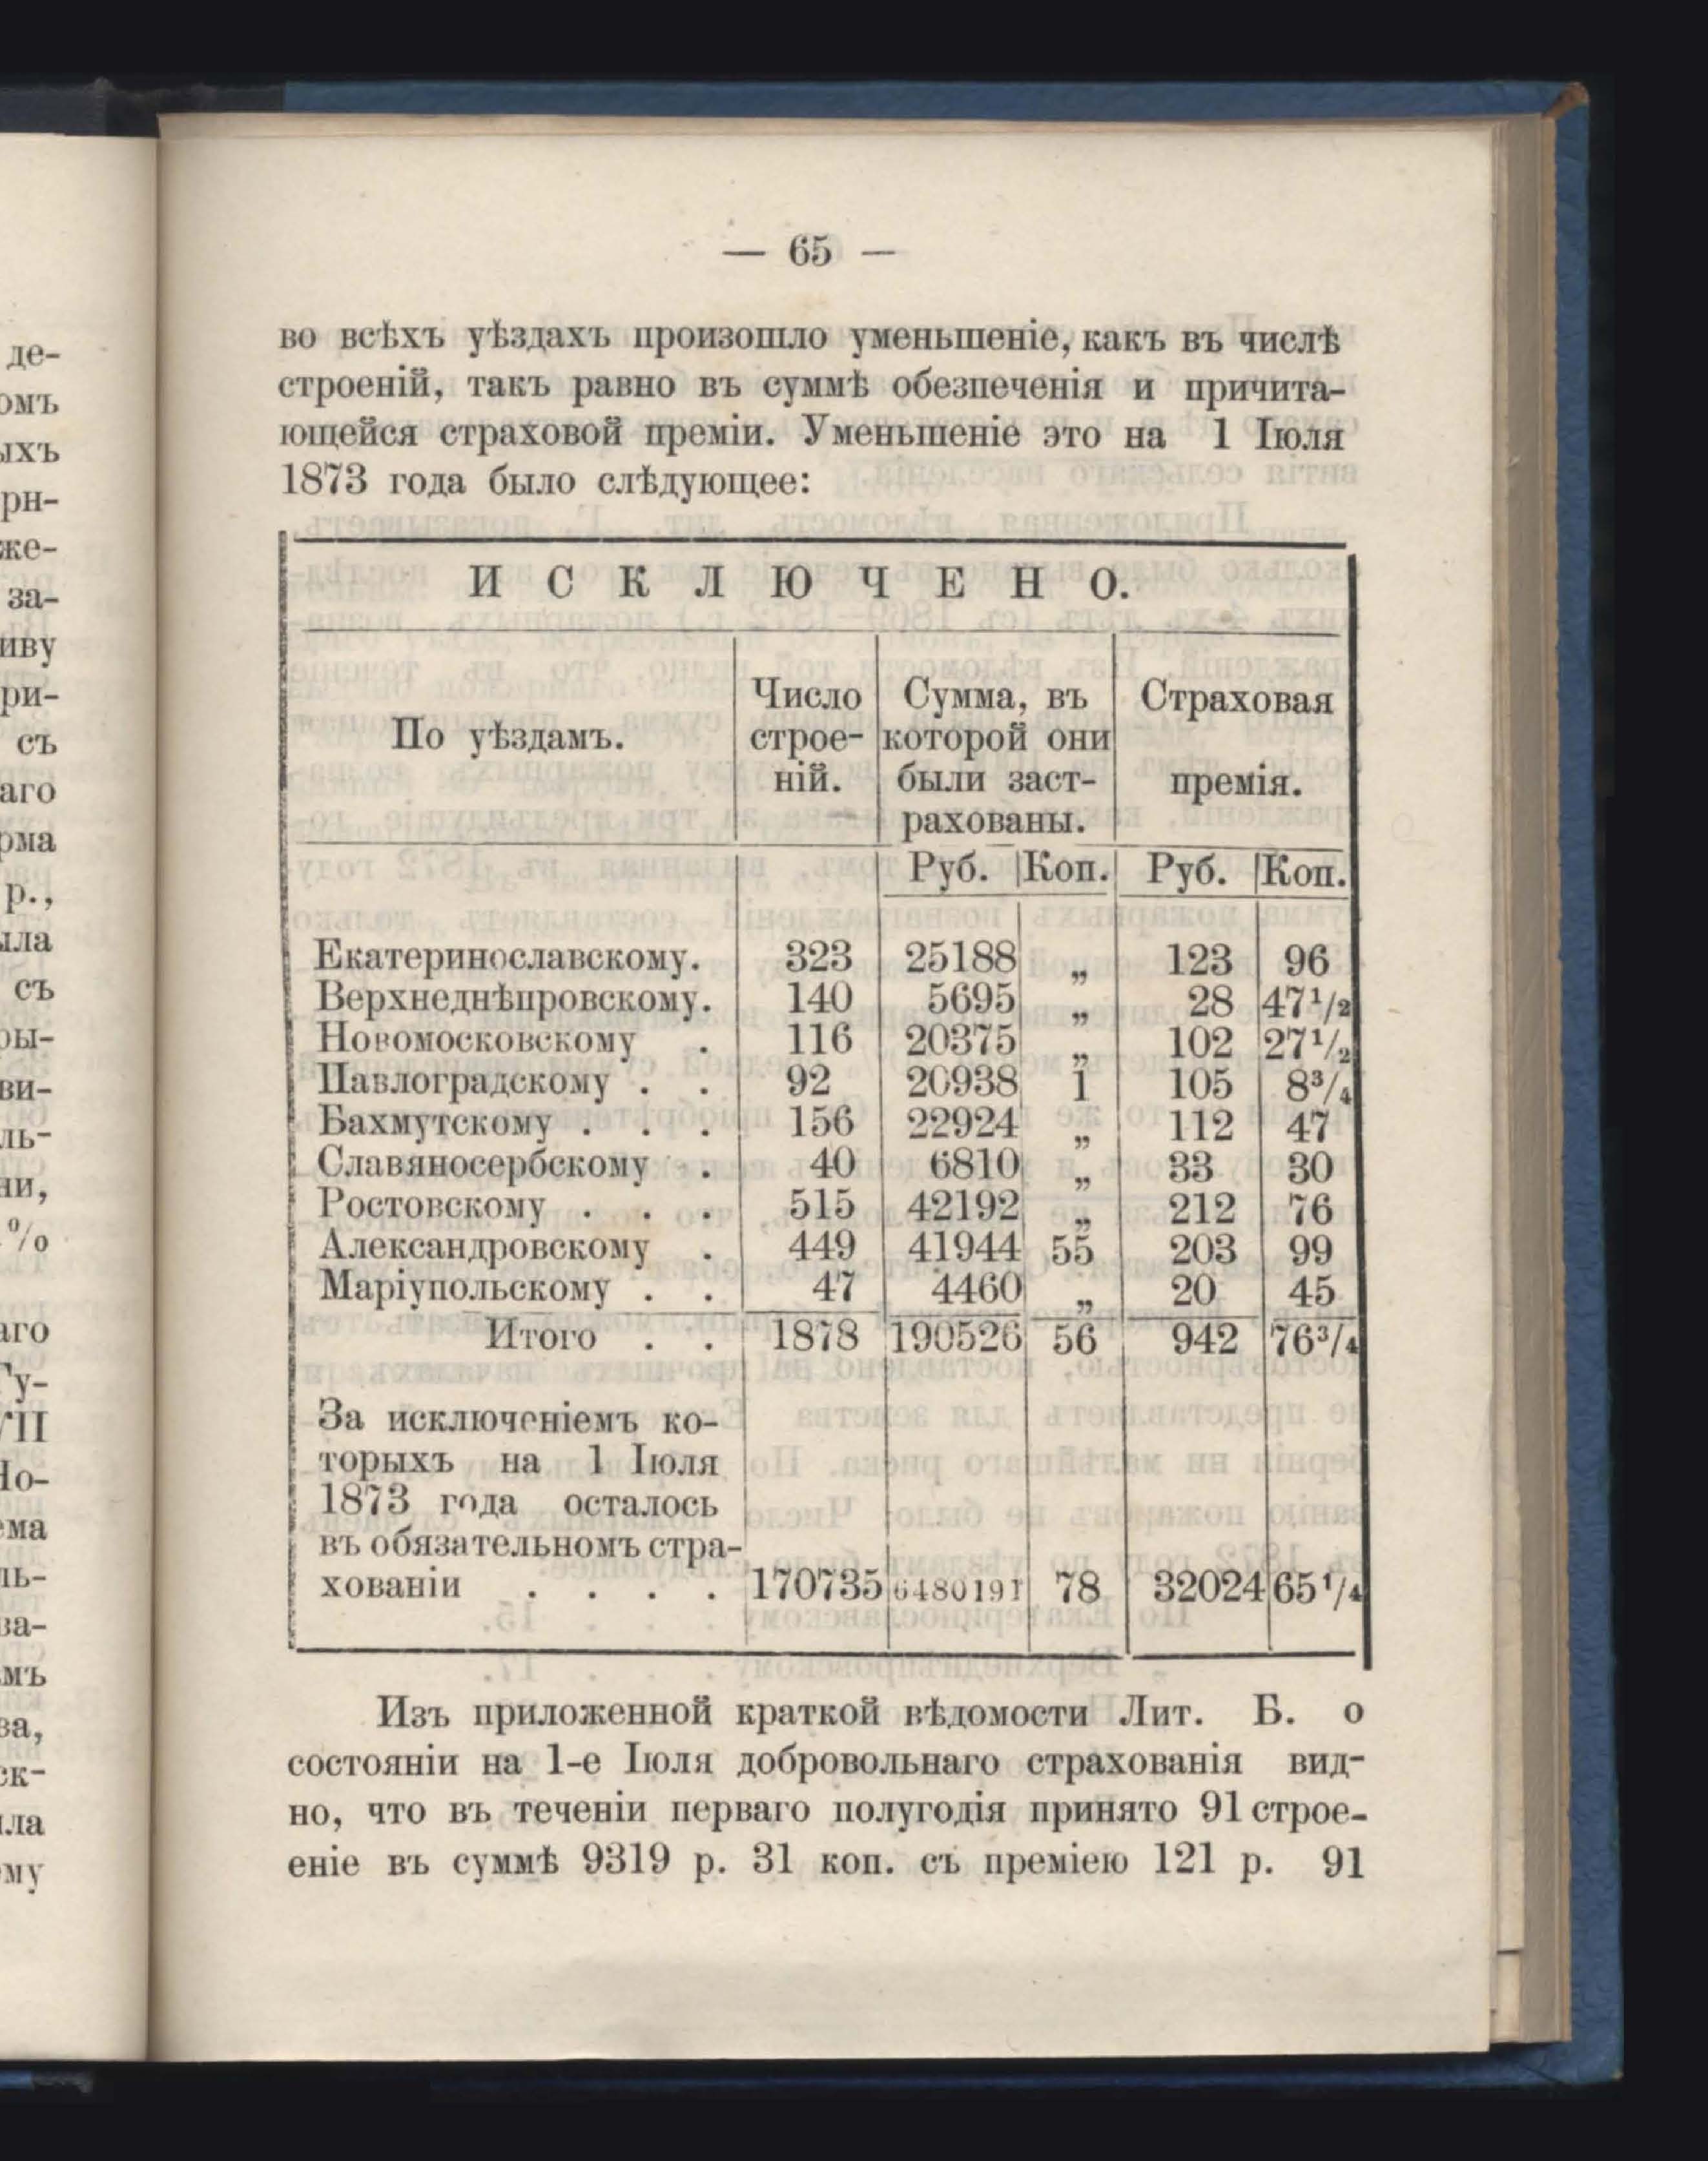 — 65 —
во всѣхъ уѣздахъ произошло уменьшеніе, какъ въ числѣ
строеній, такъ равно въ суммѣ обезпеченія и причита-
ющейся страховой преміи. Уменьшеніе это на 1 Іюля
1873 года было слѣдующее:
ИСКЛЮЧЕНО.
По уѣздамъ.
Число
строе-
ній.
Сумма, въ
которой они
были заст-
рахованы.
Страховая
премія.
Руб. Коп. Руб. Коп.
Екатеринославскому. 323 25188 „ 123 96
Верхнеднѣпровскому. 140 5695 „ 28 47¹/₂
Новомосковскому . 116 20375 „ 102 27¹/₂
Павлоградскому . . 92 20938 1 105 8³/₄
Бахмутскому . . . 156 22924 „ 112 47
Славяносербскому . 40 6810 „ 33 30
Ростовскому . . . 515 42192 „ 212 76
Александровскому . 449 41944 55 203 99
Маріупольскому . . 47 4460 „ 20 45
Итого . . 1878 190526 56 942 76³/₄
За исключеніемъ ко-
торыхъ на 1 Іюля
1873 года осталось
въ обязательномъ стра-
хованіи . . . . 170735 6480191 78 32024 65¹/₄
Изъ приложенной краткой вѣдомости Лит. Б. о
состояніи на 1-е Іюля добровольнаго страхованія вид-
но, что въ теченіи перваго полугодія принято 91 строе-
еніе въ суммѣ 9319 р. 31 коп. съ преміею 121 р. 91